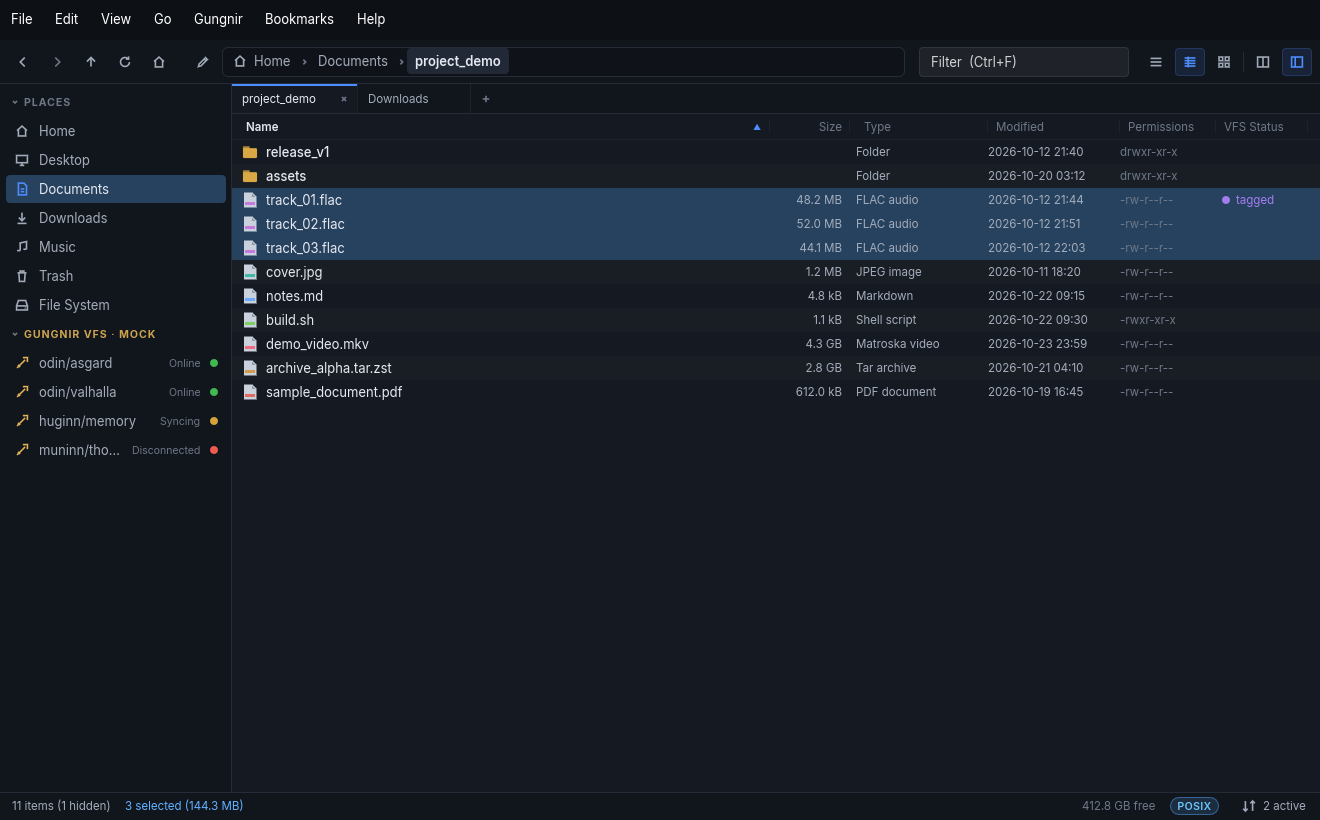 File Edit View Go Gungnir Bookmarks Help
Home › Documents › project_demo Filter (Ctrl+F)
PLACES
Home
Desktop
Documents
Downloads
Music
Trash
File System
GUNGNIR VFS · MOCK
odin/asgard Online
odin/valhalla Online
huginn/memory Syncing
muninn/tho... Disconnected
project_demo × Downloads +
Name Size Type Modified Permissions VFS Status
release_v1 Folder 2026-10-12 21:40 drwxr-xr-x
assets Folder 2026-10-20 03:12 drwxr-xr-x
track_01.flac 48.2 MB FLAC audio 2026-10-12 21:44 -rw-r--r-- tagged
track_02.flac 52.0 MB FLAC audio 2026-10-12 21:51 -rw-r--r--
track_03.flac 44.1 MB FLAC audio 2026-10-12 22:03 -rw-r--r--
cover.jpg 1.2 MB JPEG image 2026-10-11 18:20 -rw-r--r--
notes.md 4.8 kB Markdown 2026-10-22 09:15 -rw-r--r--
build.sh 1.1 kB Shell script 2026-10-22 09:30 -rwxr-xr-x
demo_video.mkv 4.3 GB Matroska video 2026-10-23 23:59 -rw-r--r--
archive_alpha.tar.zst 2.8 GB Tar archive 2026-10-21 04:10 -rw-r--r--
sample_document.pdf 612.0 kB PDF document 2026-10-19 16:45 -rw-r--r--
11 items (1 hidden) 3 selected (144.3 MB) 412.8 GB free POSIX 2 active